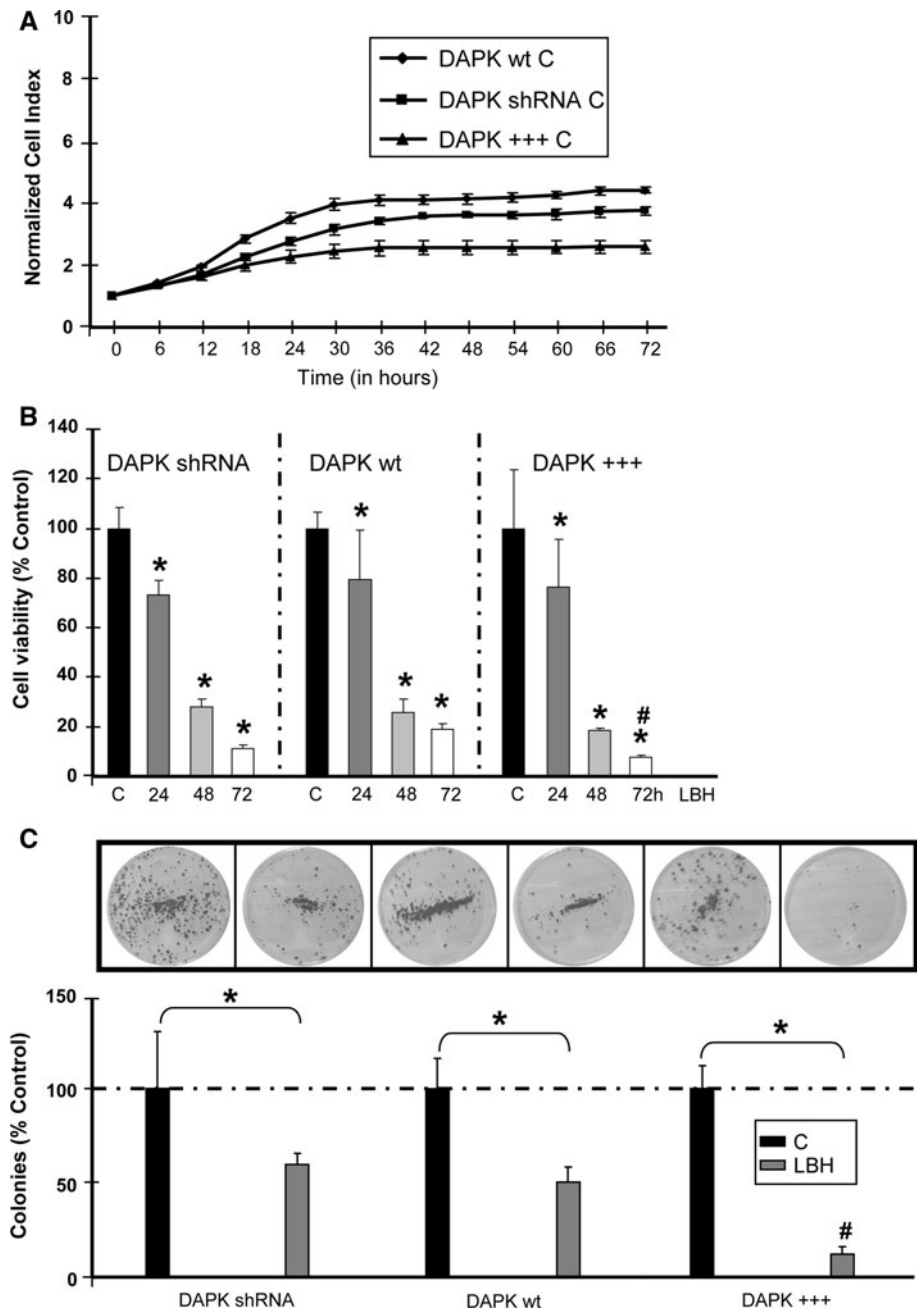 A
10
8
6
4
2
0
Normalized Cell Index
DAPK wt C
DAPK shRNA C
DAPK +++ C
0 6 12 18 24 30 36 42 48 54 60 66 72
Time (in hours)
B
140
120
100
80
60
40
20
0
Cell viability (% Control)
DAPK shRNA DAPK wt DAPK +++
* * * * * * * * # *
C 24 48 72 C 24 48 72 C 24 48 72h LBH
C
150
100
50
0
Colonies (% Control)
* * *
C
LBH
#
DAPK shRNA DAPK wt DAPK +++